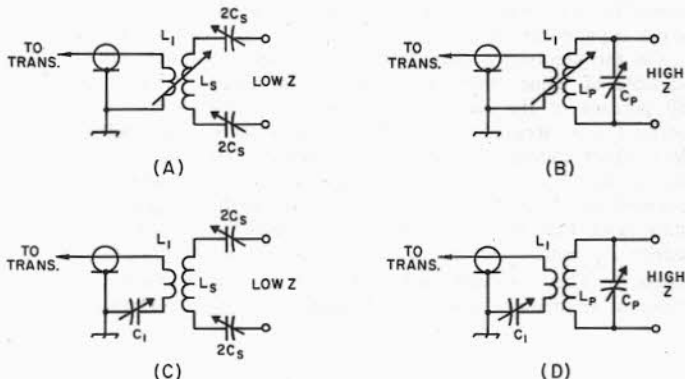 2Cₛ
L₁
TO
TRANS.
Lₛ
LOW Z
2Cₛ
(A)
L₁
TO
TRANS.
Lₚ
Cₚ
HIGH
Z
(B)
2Cₛ
L₁
TO
TRANS.
Lₛ
LOW Z
C₁
2Cₛ
(C)
L₁
TO
TRANS.
Lₚ
Cₚ
HIGH
Z
C₁
(D)